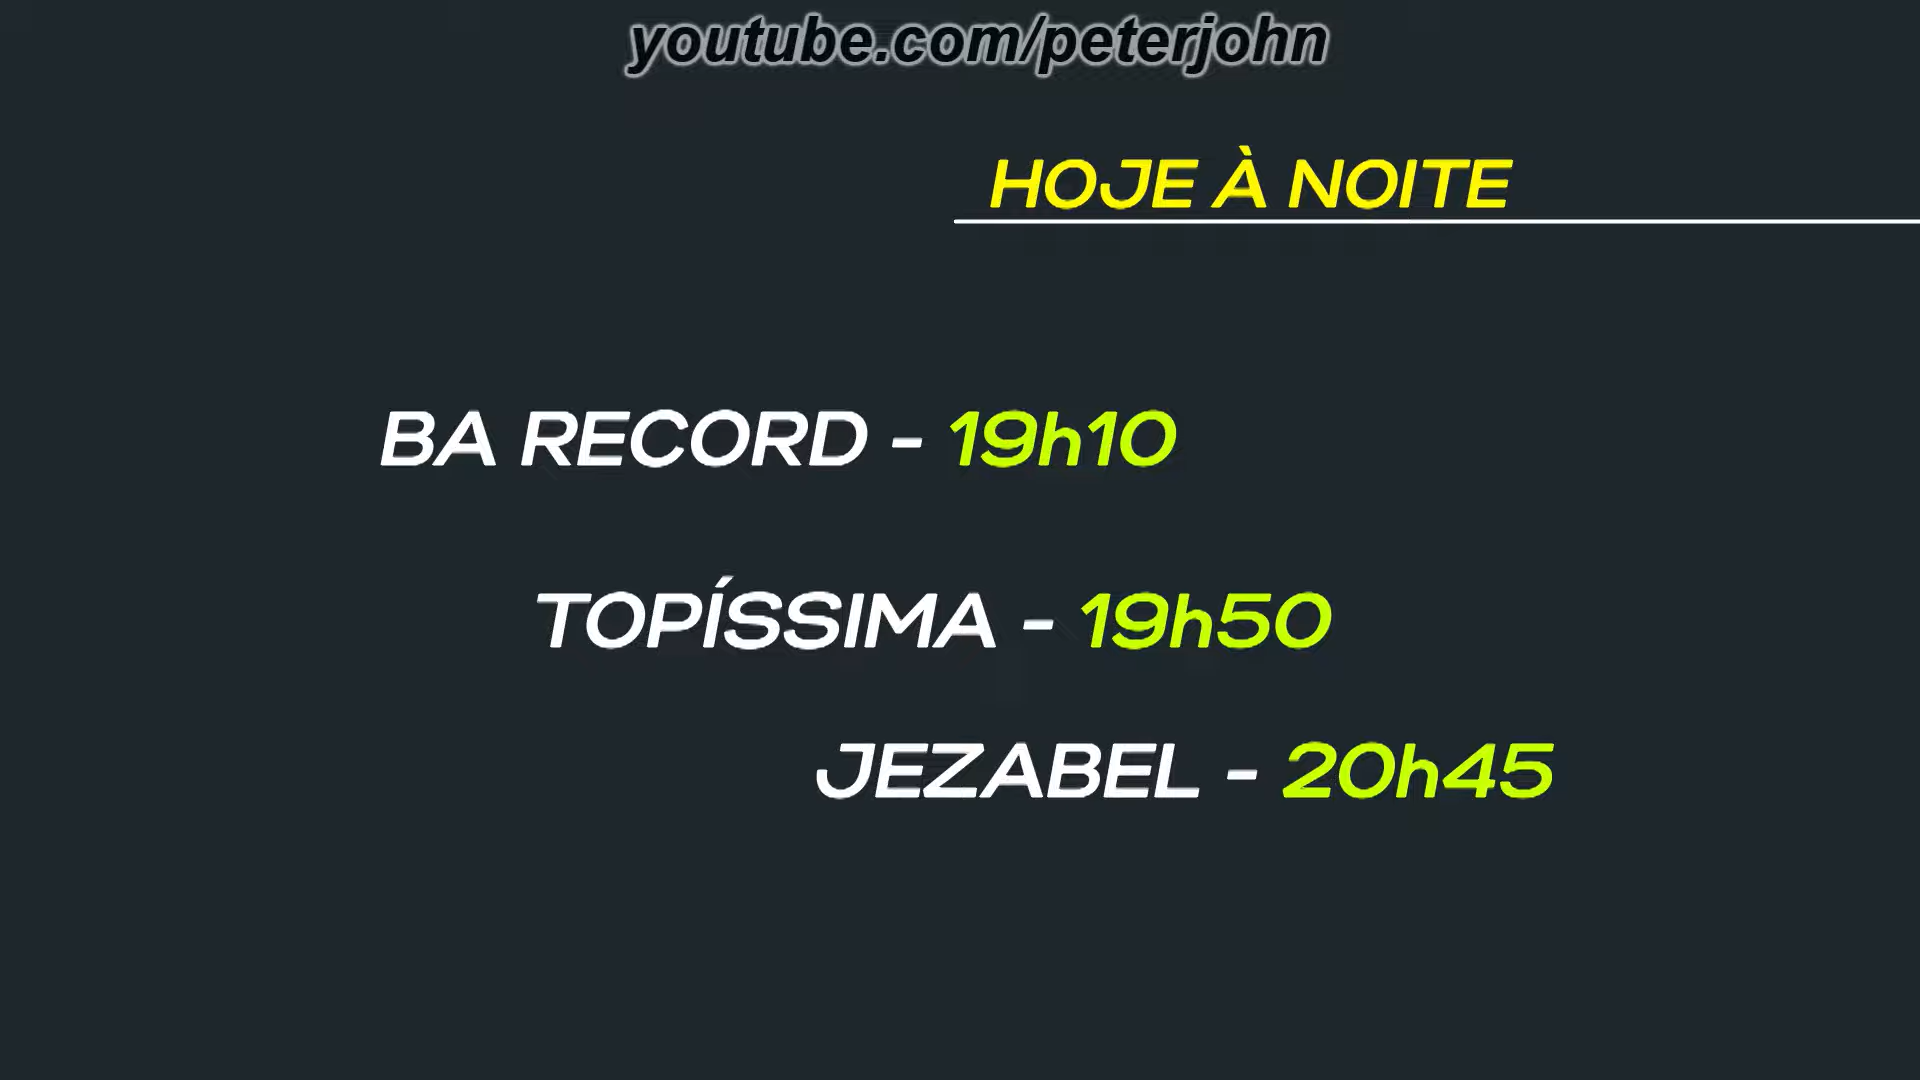 youtube.com/peterjohn
HOJE À NOITE
BA RECORD - 19h10
TOPÍSSIMA - 19h50
JEZABEL - 20h45